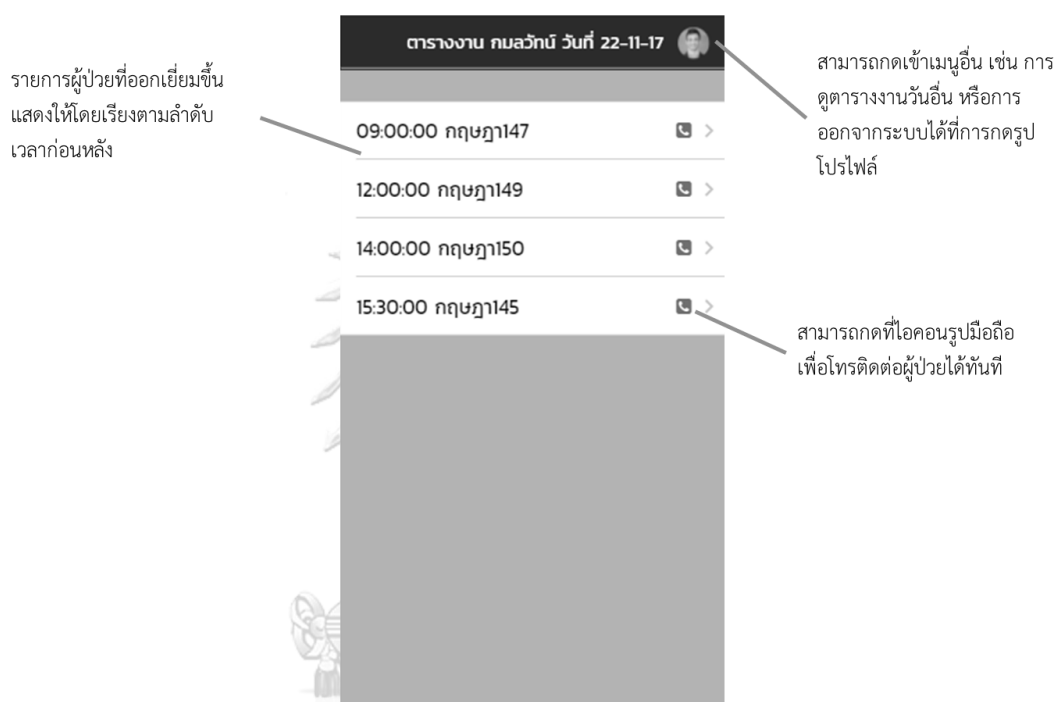 ตารางงาน กมลวัทน์ วันที่ 22-11-17
รายการผู้ป่วยที่ออกเยี่ยมขึ้น
แสดงให้โดยเรียงตามลำดับ
เวลาก่อนหลัง
สามารถกดเข้าเมนูอื่น เช่น การ
ดูตารางงานวันอื่น หรือการ
ออกจากระบบได้ที่การกดรูป
โปรไฟล์
09:00:00 กฤษฎา147
12:00:00 กฤษฎา149
14:00:00 กฤษฎา150
15:30:00 กฤษฎา145
สามารถกดที่ไอคอนรูปมือถือ
เพื่อโทรติดต่อผู้ป่วยได้ทันที